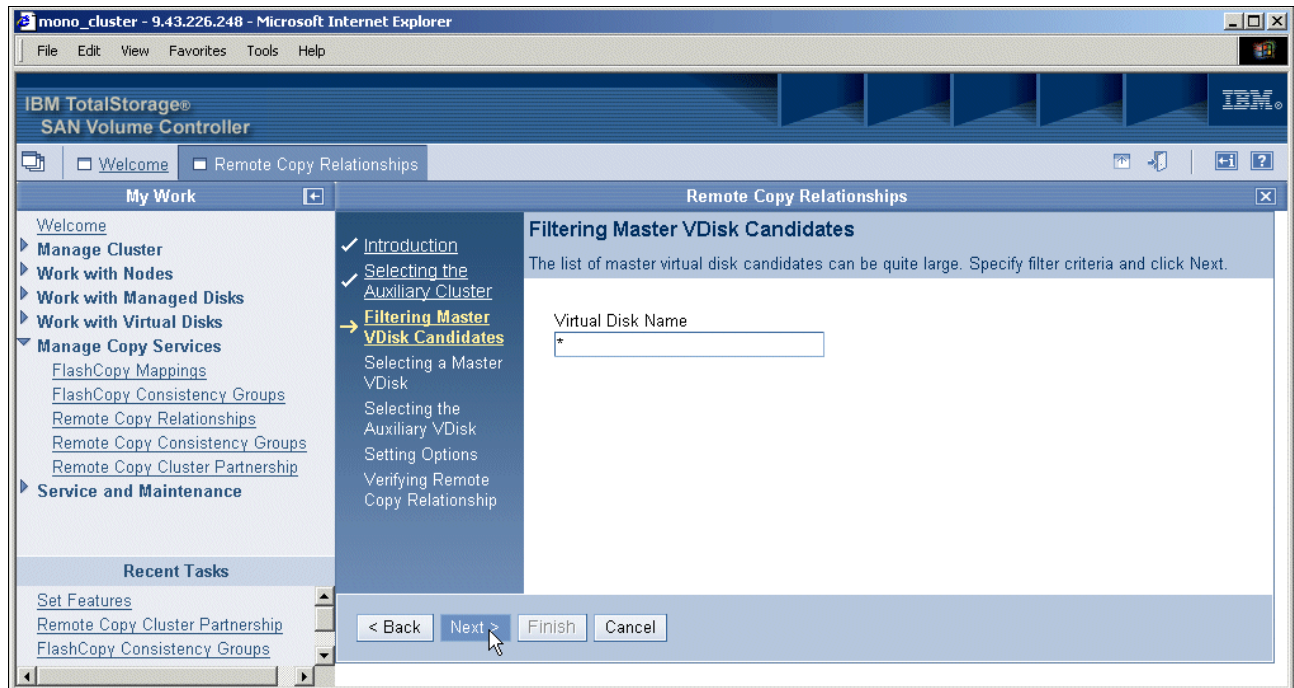 mono_cluster - 9.43.226.248 - Microsoft Internet Explorer
File Edit View Favorites Tools Help
IBM TotalStorage®
SAN Volume Controller
IBM®
Welcome
Remote Copy Relationships
My Work
Remote Copy Relationships
Welcome
Manage Cluster
Work with Nodes
Work with Managed Disks
Work with Virtual Disks
Manage Copy Services
FlashCopy Mappings
FlashCopy Consistency Groups
Remote Copy Relationships
Remote Copy Consistency Groups
Remote Copy Cluster Partnership
Service and Maintenance
Recent Tasks
Set Features
Remote Copy Cluster Partnership
FlashCopy Consistency Groups
Introduction
Selecting the
Auxiliary Cluster
Filtering Master
VDisk Candidates
Selecting a Master
VDisk
Selecting the
Auxiliary VDisk
Setting Options
Verifying Remote
Copy Relationship
Filtering Master VDisk Candidates
The list of master virtual disk candidates can be quite large. Specify filter criteria and click Next.
Virtual Disk Name
*
< Back Next > Finish Cancel